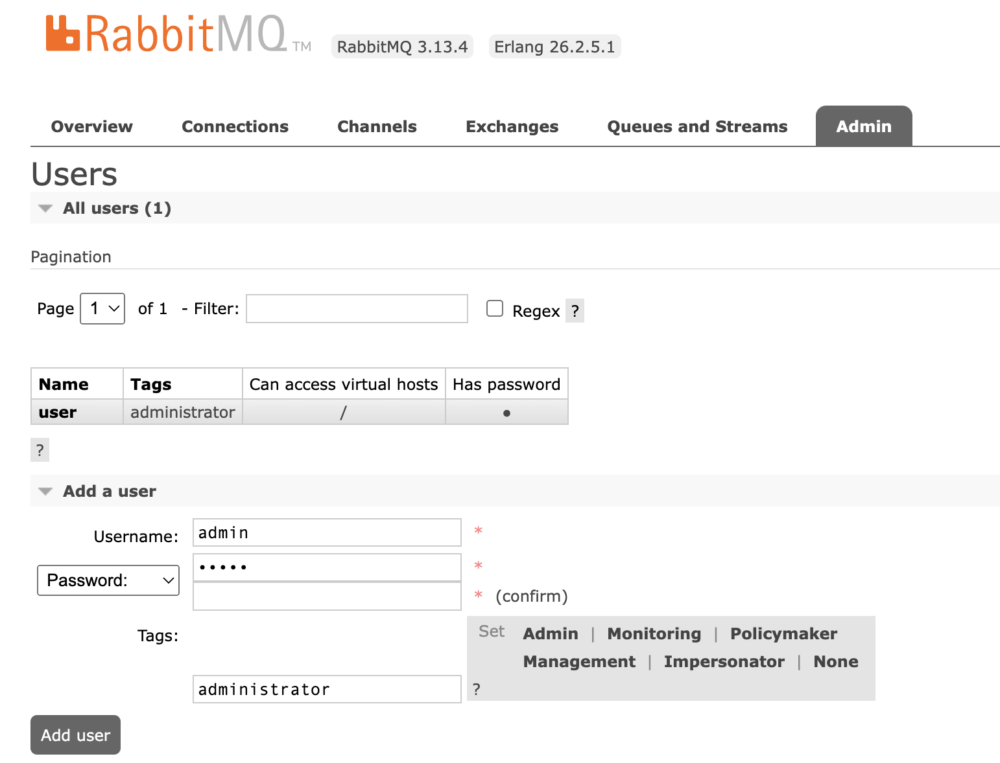 RabbitMQ TM RabbitMQ 3.13.4 Erlang 26.2.5.1
Overview Connections Channels Exchanges Queues and Streams Admin
Users
All users (1)
Pagination
Page 1 of 1 - Filter: Regex ?
Name Tags Can access virtual hosts Has password
user administrator / ●
?
Add a user
Username: admin *
Password: ••••• *
* (confirm)
Tags: Set Admin | Monitoring | Policymaker
Management | Impersonator | None
administrator ?
Add user